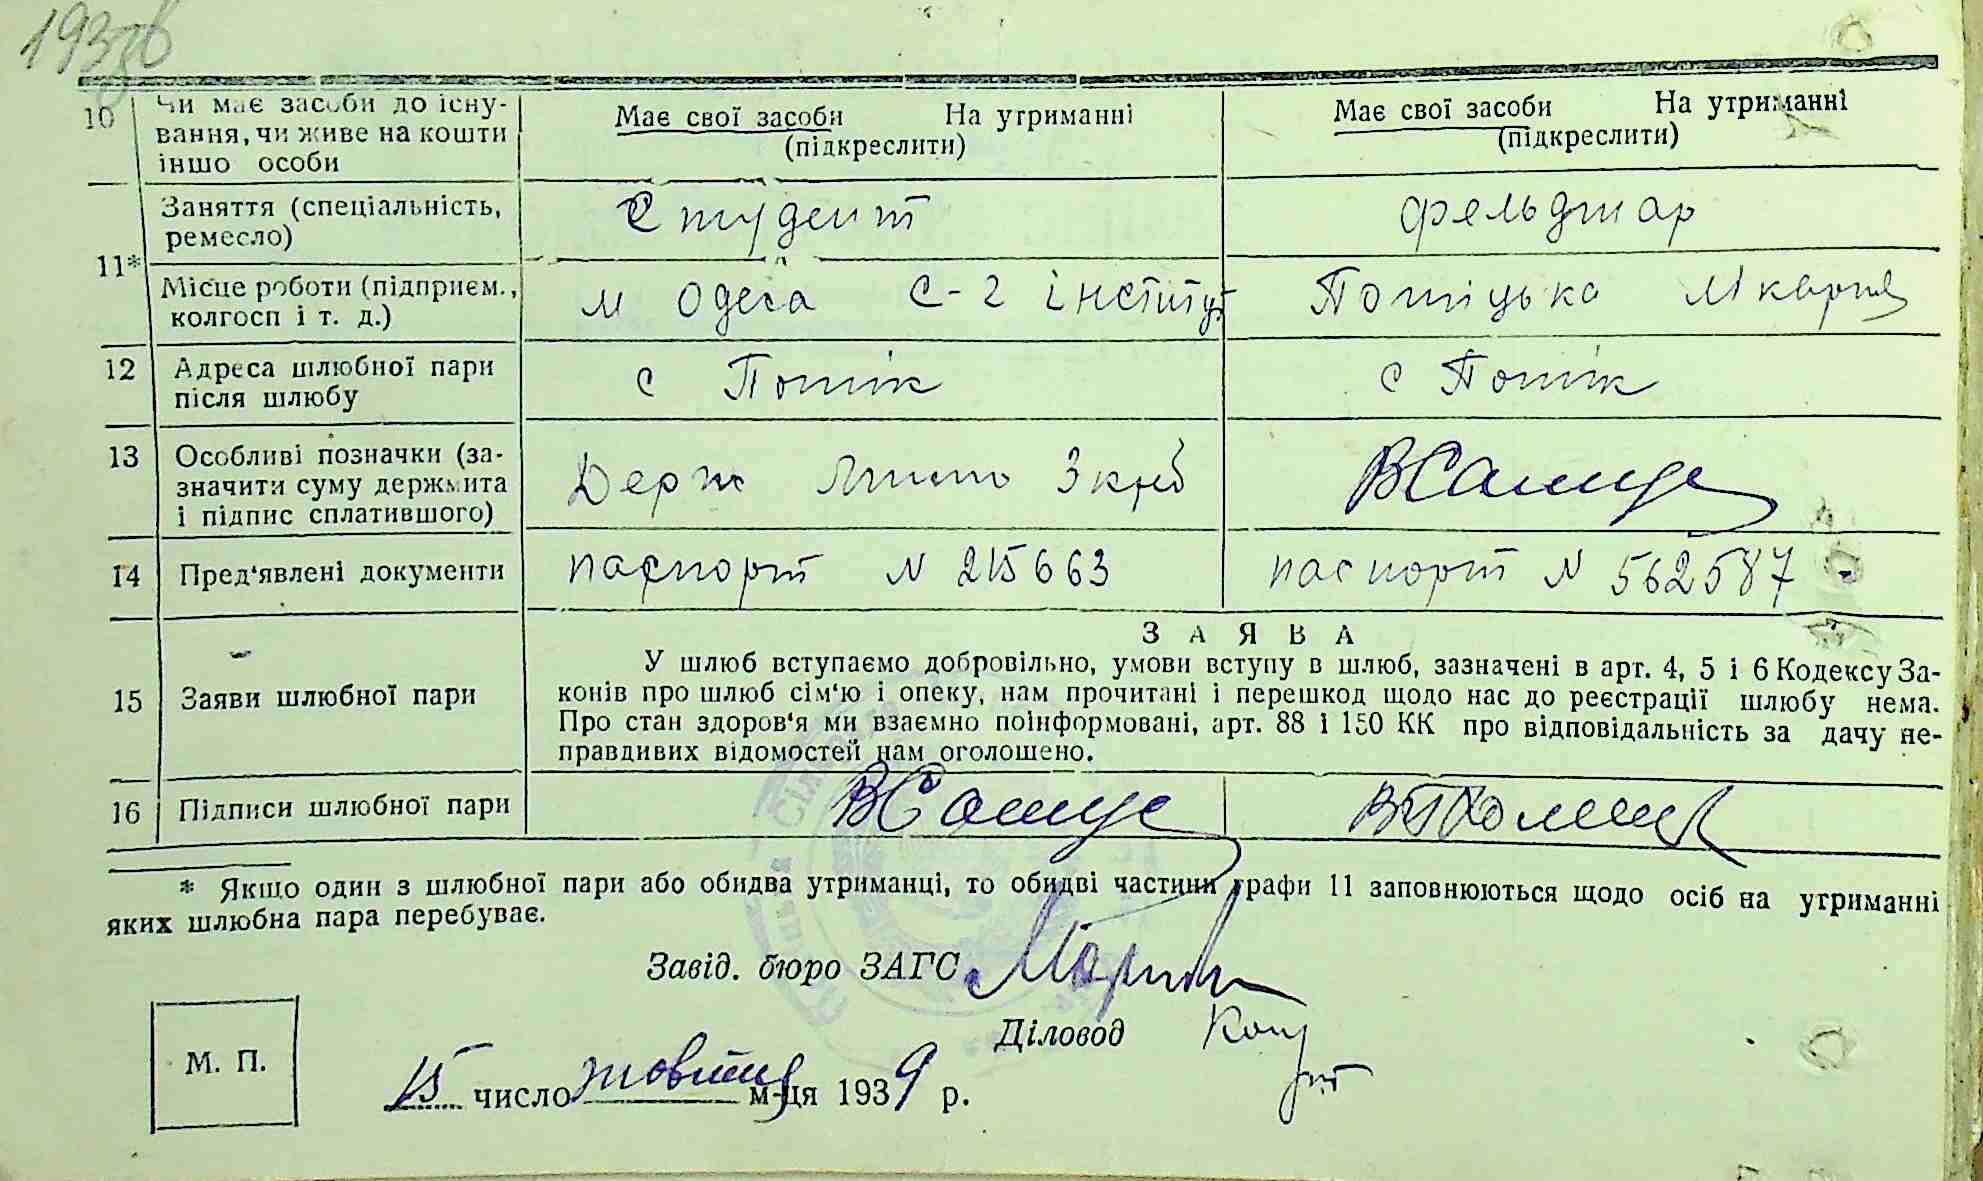 10 Чи має засоби до існу-
вання, чи живе на кошти
іншо особи
Має свої засоби На утриманні
(підкреслити)
Має свої засоби На утриманні
(підкреслити)
11* Заняття (спеціальність,
ремесло)
Студент
фельдшар
Місце роботи (підприєм.,
колгосп і т. д.)
м Одеса С-г інститут
Потіцька лікарня
12 Адреса шлюбної пари
після шлюбу
с Потік
с Потік
13 Особливі позначки (за-
значити суму держмита
і підпис сплатившого)
Держ мито 3 крб
14 Пред'явлені документи
паспорт N 215663
паспорт N 562587
ЗАЯВА
15 Заяви шлюбної пари
У шлюб вступаємо добровільно, умови вступу в шлюб, зазначені в арт. 4, 5 і 6 Кодексу За-
конів про шлюб сім'ю і опеку, нам прочитані і перешкод щодо нас до реєстрації шлюбу нема.
Про стан здоров'я ми взаємно поінформовані, арт. 88 і 150 КК про відповідальність за дачу не-
правдивих відомостей нам оголошено.
16 Підписи шлюбної пари
* Якщо один з шлюбної пари або обидва утриманці, то обидві частини графи 11 заповнюються щодо осіб на утриманні
яких шлюбна пара перебуває.
Завід. бюро ЗАГС
Діловод
М. П.
15 число жовтня м-ця 1939 р.